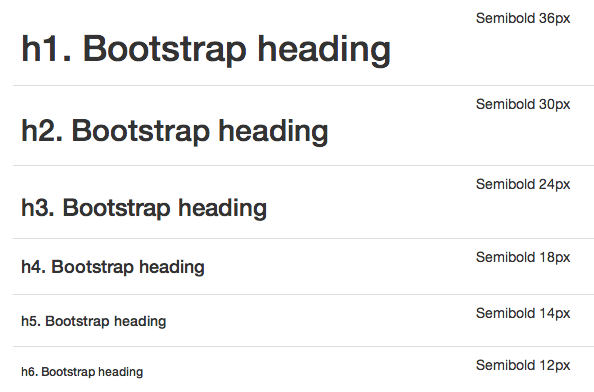 Semibold 36px
h1. Bootstrap heading
Semibold 30px
h2. Bootstrap heading
Semibold 24px
h3. Bootstrap heading
Semibold 18px
h4. Bootstrap heading
Semibold 14px
h5. Bootstrap heading
Semibold 12px
h6. Bootstrap heading